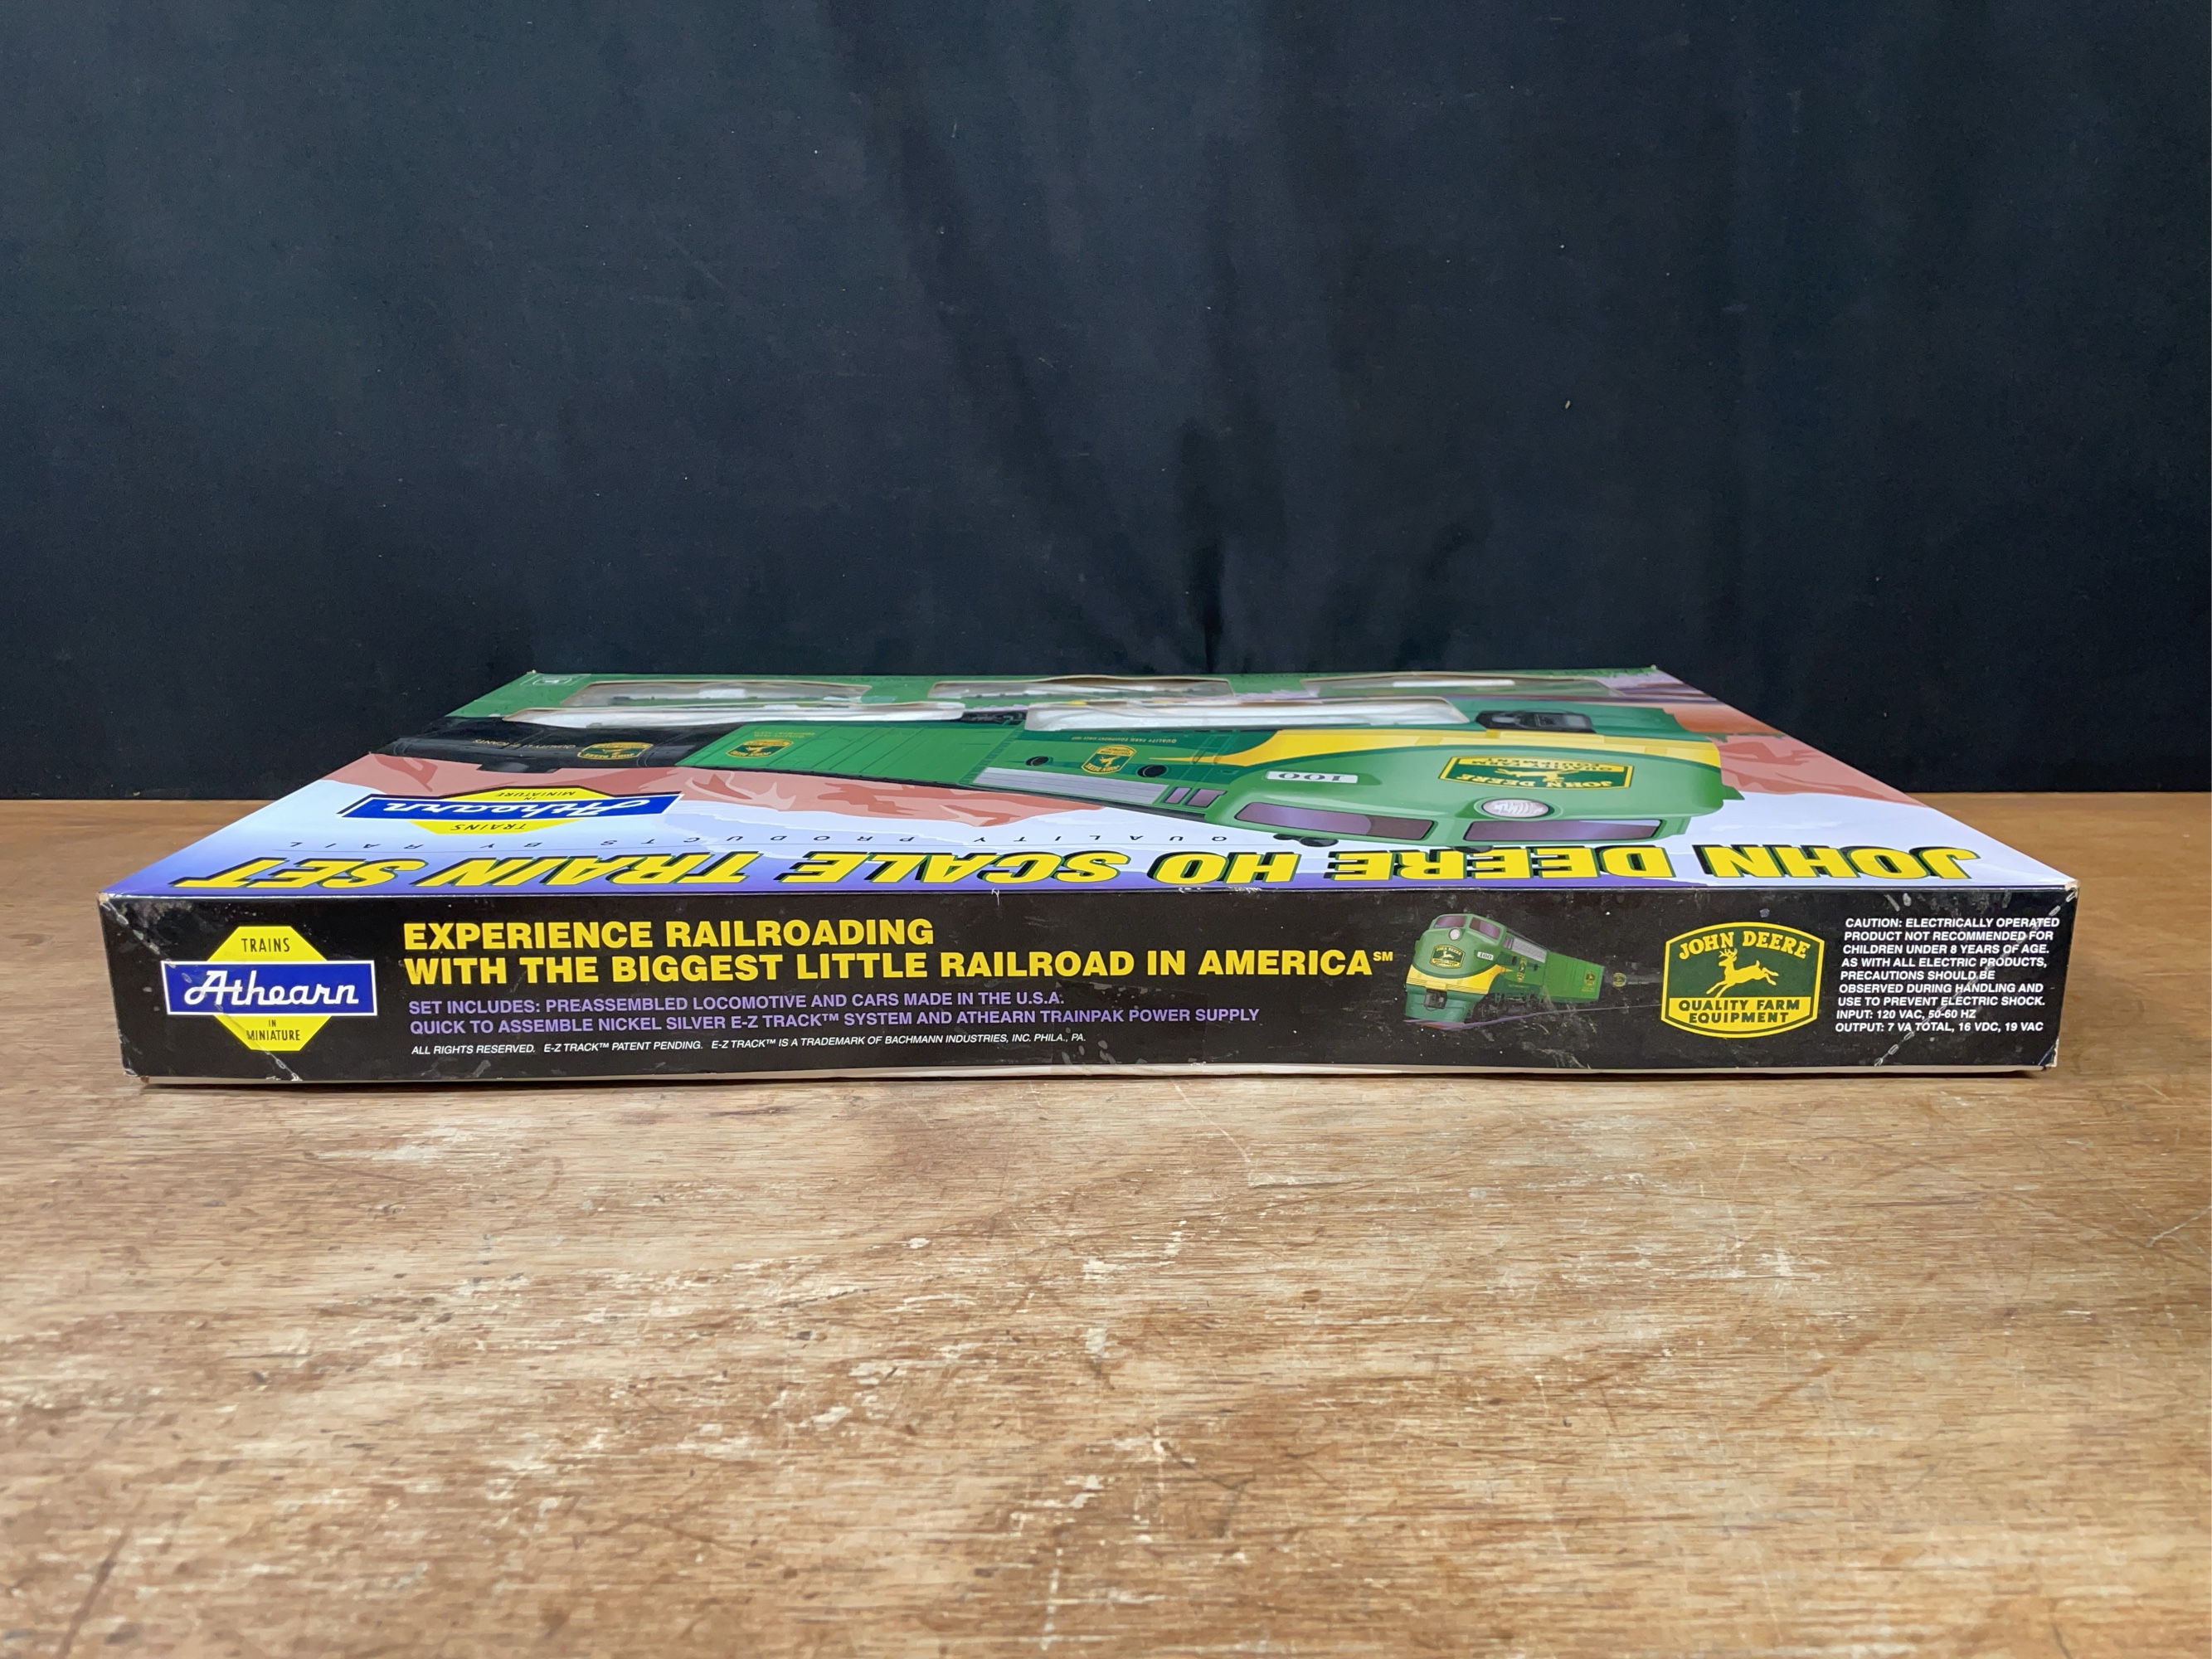 JOHN DEERE HO SCALE TRAIN SET
QUALITY PRODUCTS BY RAIL
TRAINS
Athearn
IN
MINIATURE
100
JOHN DEERE
TRAINS
Athearn
IN
MINIATURE
EXPERIENCE RAILROADING
WITH THE BIGGEST LITTLE RAILROAD IN AMERICA℠
SET INCLUDES: PREASSEMBLED LOCOMOTIVE AND CARS MADE IN THE U.S.A.
QUICK TO ASSEMBLE NICKEL SILVER E-Z TRACK™ SYSTEM AND ATHEARN TRAINPAK POWER SUPPLY
ALL RIGHTS RESERVED. E-Z TRACK™ PATENT PENDING. E-Z TRACK™ IS A TRADEMARK OF BACHMANN INDUSTRIES, INC. PHILA., PA.
JOHN DEERE
QUALITY FARM
EQUIPMENT
CAUTION: ELECTRICALLY OPERATED
PRODUCT NOT RECOMMENDED FOR
CHILDREN UNDER 8 YEARS OF AGE.
AS WITH ALL ELECTRIC PRODUCTS,
PRECAUTIONS SHOULD BE
OBSERVED DURING HANDLING AND
USE TO PREVENT ELECTRIC SHOCK.
INPUT: 120 VAC, 50-60 HZ
OUTPUT: 7 VA TOTAL, 16 VDC, 19 VAC